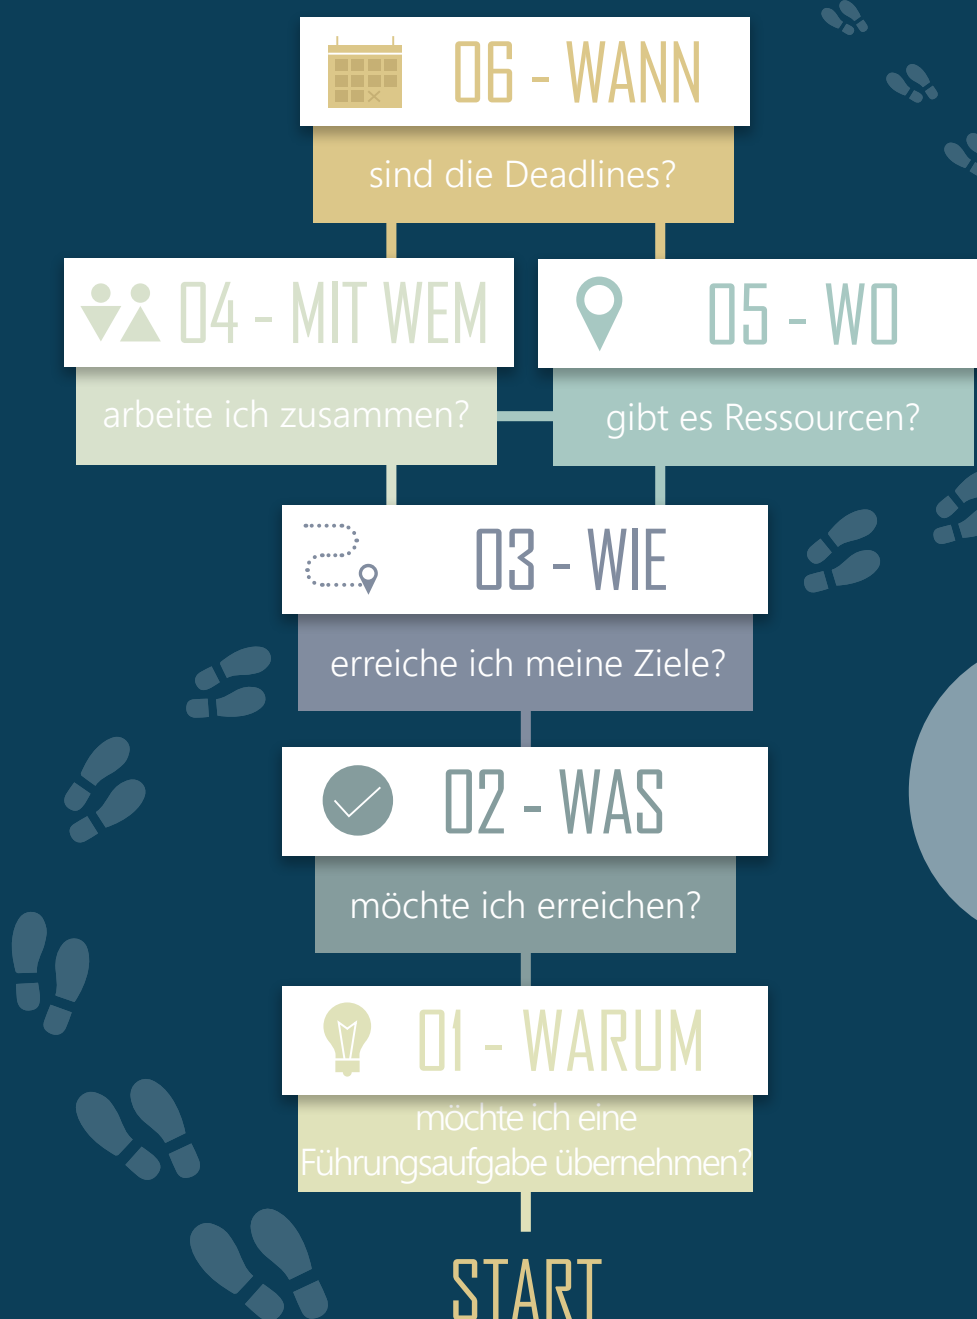 06 - WANN
sind die Deadlines?
04 - MIT WEM
arbeite ich zusammen?
05 - WO
gibt es Ressourcen?
03 - WIE
erreiche ich meine Ziele?
02 - WAS
möchte ich erreichen?
01 - WARUM
möchte ich eine
Führungsaufgabe übernehmen?
START